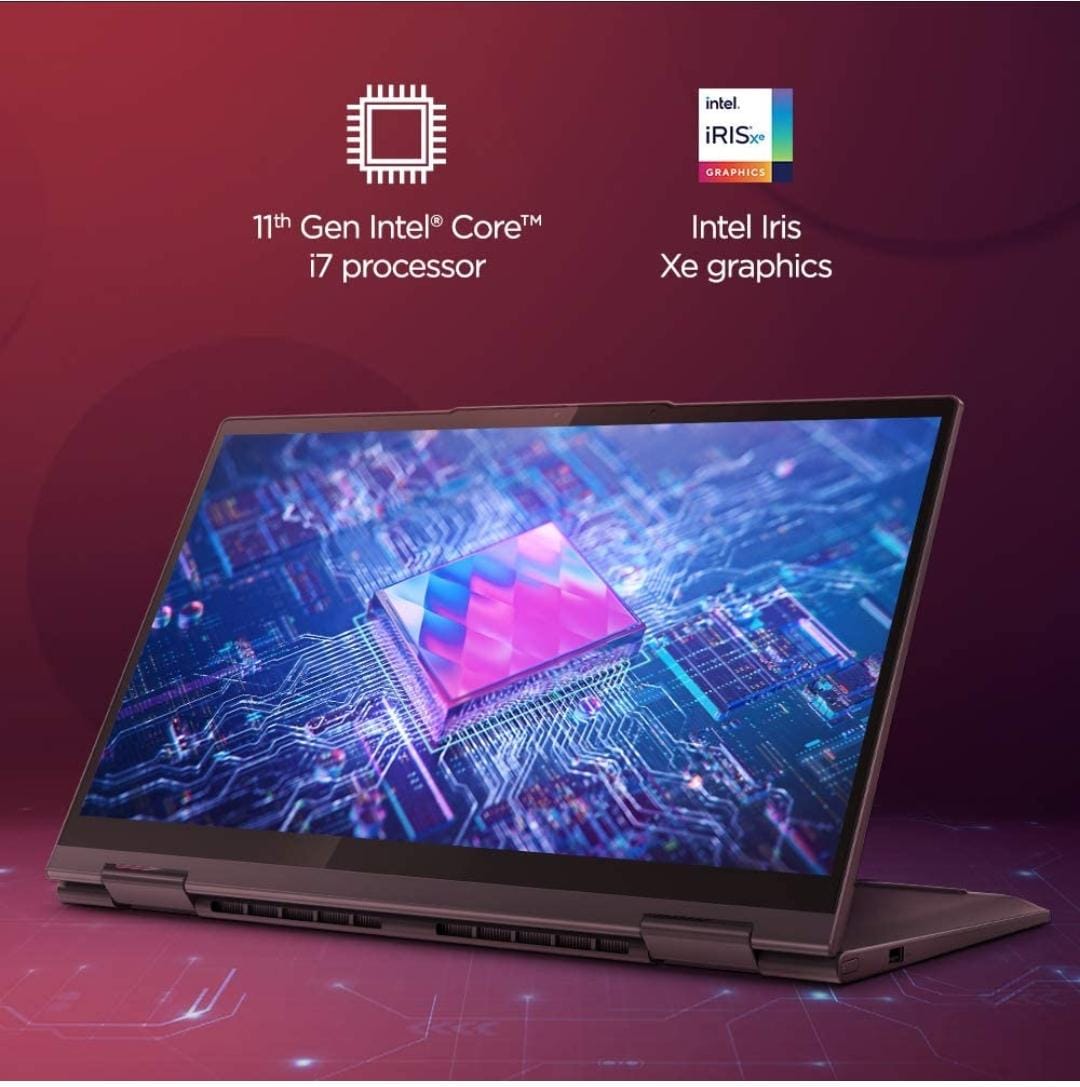 11th Gen Intel® Core™
i7 processor
intel.
iRISxe
GRAPHICS
Intel Iris
Xe graphics